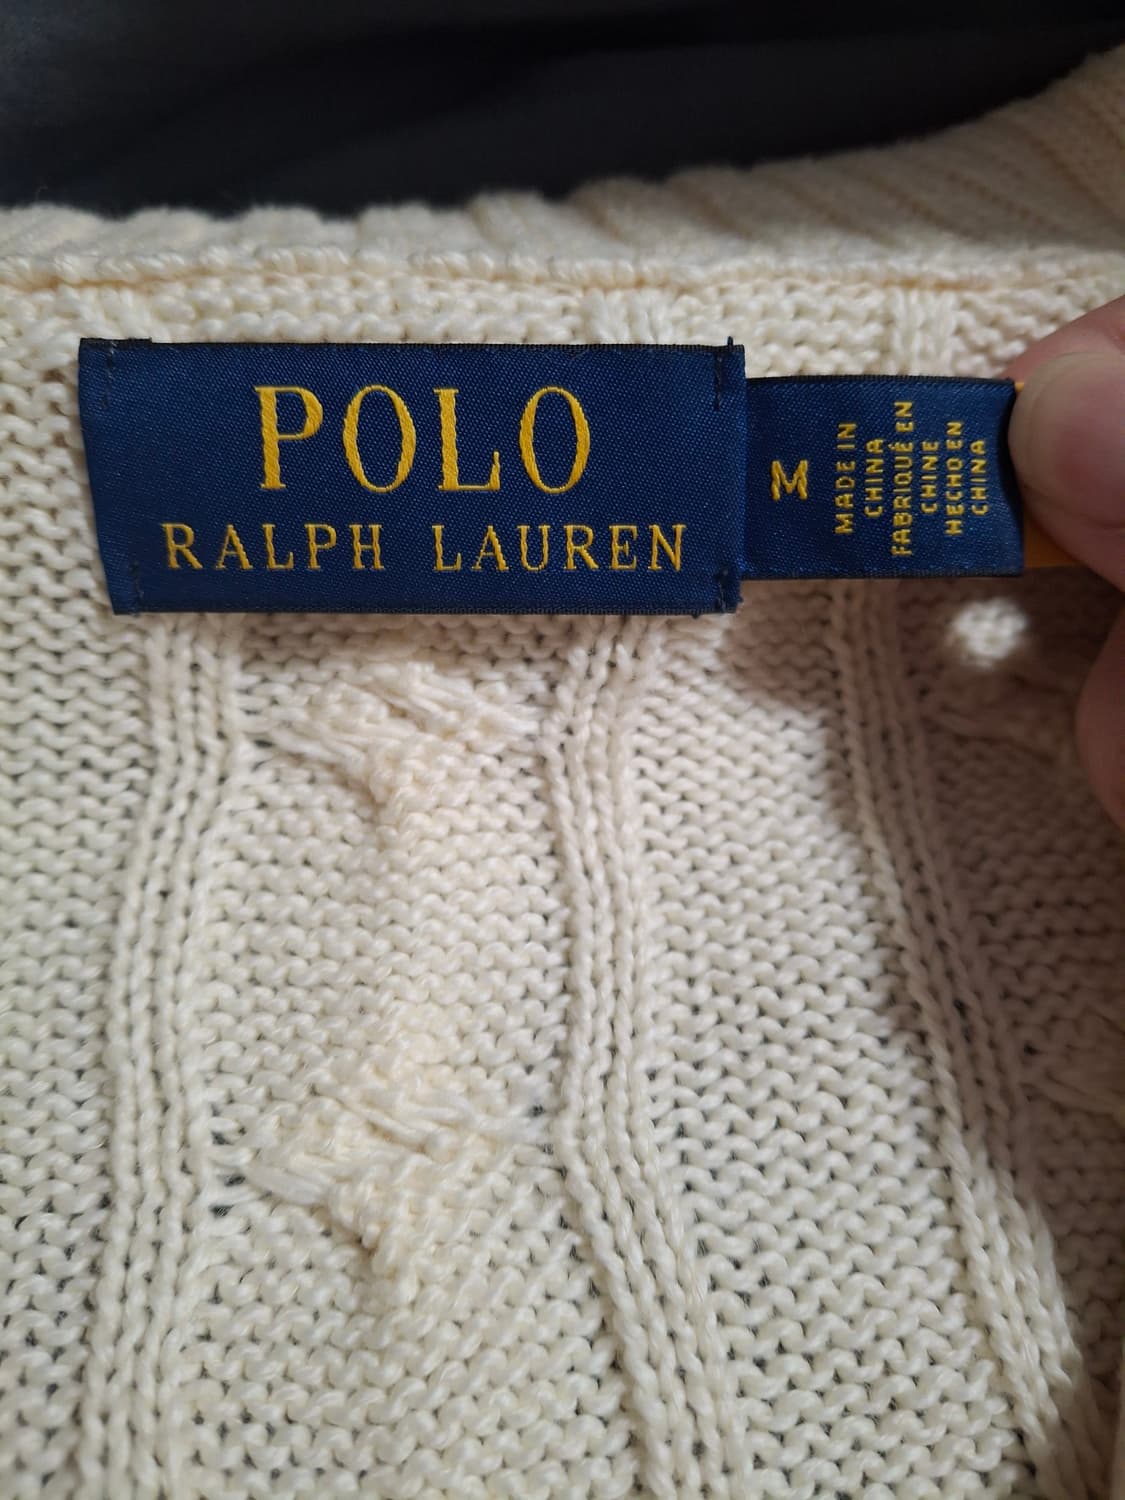 POLO
RALPH LAUREN
M
MADE IN
CHINA
FABRIQUÉ EN
CHINE
HECHO EN
CHINA